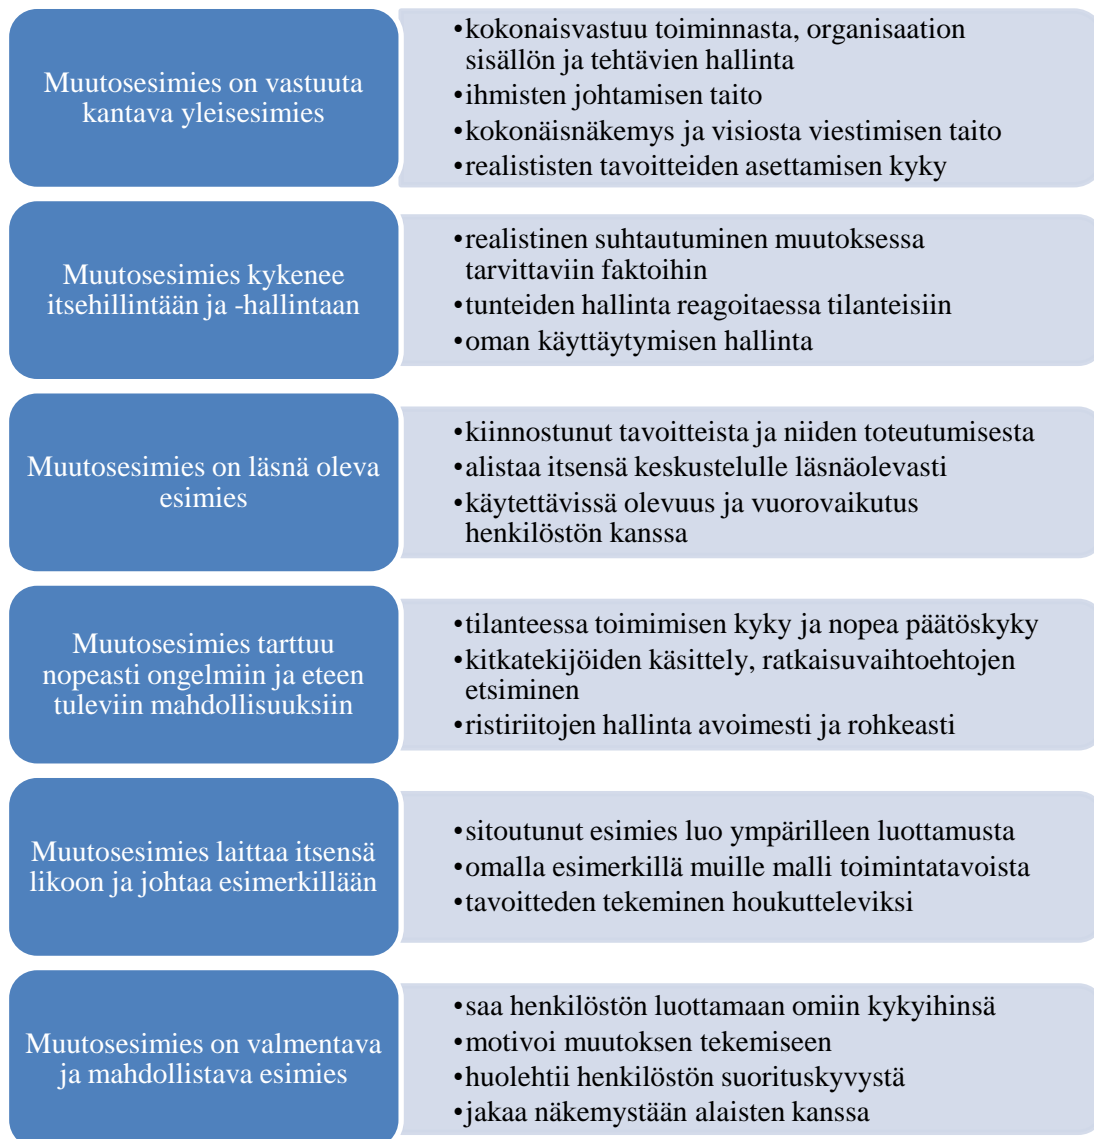 Muutosesimies on vastuuta
kantava yleisesimies
•kokonaisvastuu toiminnasta, organisaation
sisällön ja tehtävien hallinta
•ihmisten johtamisen taito
•kokonäisnäkemys ja visiosta viestimisen taito
•realististen tavoitteiden asettamisen kyky
Muutosesimies kykenee
itsehillintään ja -hallintaan
•realistinen suhtautuminen muutoksessa
tarvittaviin faktoihin
•tunteiden hallinta reagoitaessa tilanteisiin
•oman käyttäytymisen hallinta
Muutosesimies on läsnä oleva
esimies
•kiinnostunut tavoitteista ja niiden toteutumisesta
•alistaa itsensä keskustelulle läsnäolevasti
•käytettävissä olevuus ja vuorovaikutus
henkilöstön kanssa
Muutosesimies tarttuu
nopeasti ongelmiin ja eteen
tuleviin mahdollisuuksiin
•tilanteessa toimimisen kyky ja nopea päätöskyky
•kitkatekijöiden käsittely, ratkaisuvaihtoehtojen
etsiminen
•ristiriitojen hallinta avoimesti ja rohkeasti
Muutosesimies laittaa itsensä
likoon ja johtaa esimerkillään
•sitoutunut esimies luo ympärilleen luottamusta
•omalla esimerkillä muille malli toimintatavoista
•tavoitteden tekeminen houkutteleviksi
Muutosesimies on valmentava
ja mahdollistava esimies
•saa henkilöstön luottamaan omiin kykyihinsä
•motivoi muutoksen tekemiseen
•huolehtii henkilöstön suorituskyvystä
•jakaa näkemystään alaisten kanssa